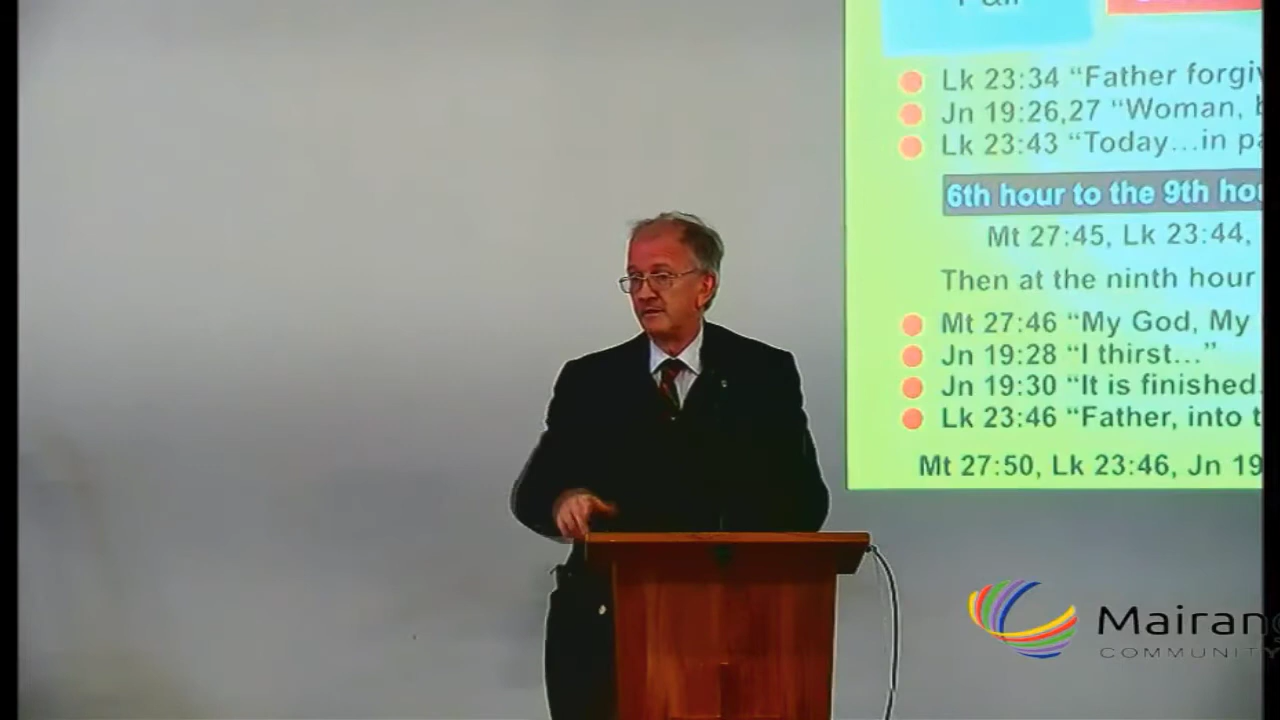 Lk 23:34 “Father forgiv
Jn 19:26,27 “Woman, b
Lk 23:43 “Today...in pa
6th hour to the 9th hou
Mt 27:45, Lk 23:44,
Then at the ninth hour
Mt 27:46 “My God, My
Jn 19:28 “I thirst...”
Jn 19:30 “It is finished.
Lk 23:46 “Father, into t
Mt 27:50, Lk 23:46, Jn 19
Mairang
COMMUNITY